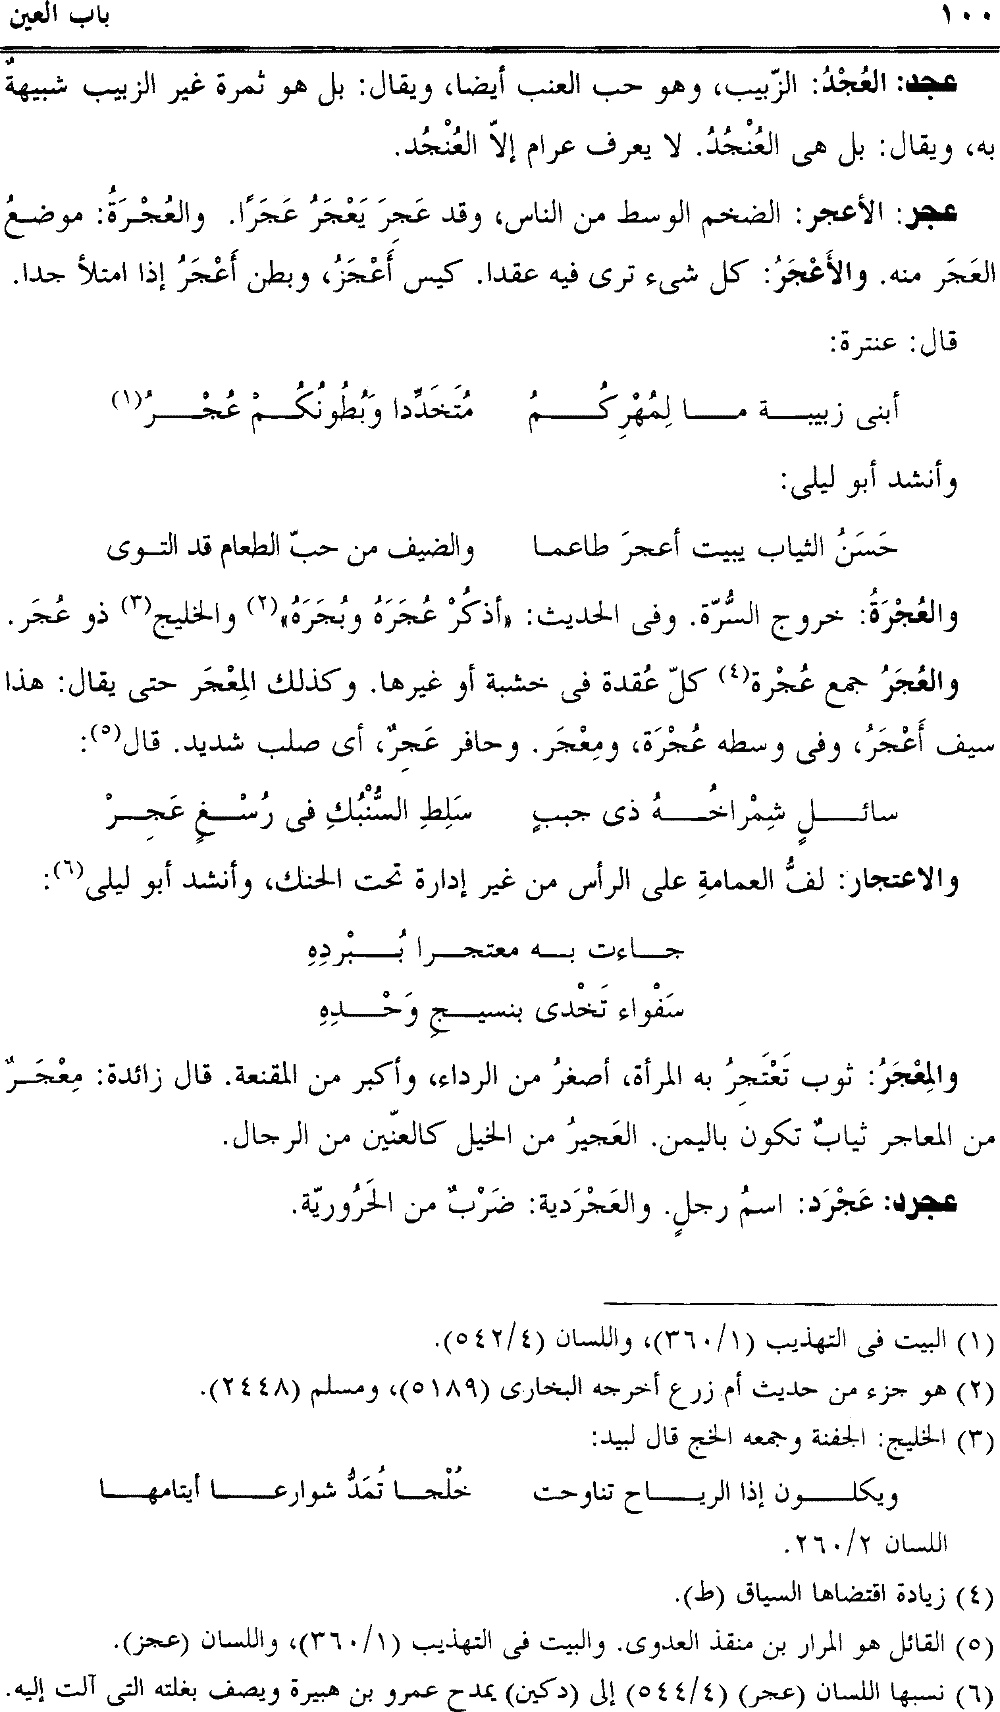 ١٠٠ باب العين
عجد: العُجْدُ: الزّبيب، وهو حب العنب أيضا، ويقال: بل هو ثمرة غير الزبيب شبيهةٌ
به، ويقال: بل هى العُنْجُدُ. لا يعرف عرام إلاّ العُنْجُد.
عجر: الأعجر: الضخم الوسط من الناس، وقد عَجِرَ يَعْجَرُ عَجَرًا. والعُجْرَةُ: موضعُ
العَجَر منه. والأَعْجَرُ: كل شىء ترى فيه عقدا. كيس أَعْجَزُ، وبطن أَعْجَرُ إذا امتلأ جدا.
قال: عنترة:
أبنى زبيبة ما لِمُهْرِكُمُ مُتَخَدِّدا وَبُطُونُكُمْ عُجْرُ(١)
وأنشد أبو ليلى:
حَسَنُ الثياب يبيت أعجرَ طاعما والضيف من حبّ الطعام قد التوى
والعُجْرَةُ: خروج السُّرّة. وفى الحديث: «أذكُرْ عُجَرَهُ وبُجَرَهُ»(٢) والخليج(٣) ذو عُجَر.
والعُجَرُ جمع عُجْرة(٤) كلّ عُقدة فى خشبة أو غيرها. وكذلك المِعْجَر حتى يقال: هذا
سيف أَعْجَرُ، وفى وسطه عُجْرَة، ومِعْجَر. وحافر عَجِرٌ، أى صلب شديد. قال(٥):
سائلٍ شِمْراخُهُ ذى جببٍ سَلِطِ السُّنْبُكِ فى رُسْغٍ عَجِرْ
والاعتجار: لفُّ العمامةِ على الرأس من غير إدارة تحت الحنك، وأنشد أبو ليلى(٦):
جاءت به معتجرا بُبْردِهِ
سَفْواء تَخْدى بنسيجِ وَحْدِهِ
والمِعْجَرُ: ثوب تَعْتَجِرُ به المرأة، أصغرُ من الرداء، وأكبر من المقنعة. قال زائدة: مِعْجَرٌ
من المعاجر ثيابٌ تكون باليمن. العَجيرُ من الخيل كالعنّين من الرجال.
عجرد: عَجْرَد: اسمُ رجلٍ. والعَجْرَدية: ضَرْبٌ من الحَرُوريّة.
(١) البيت فى التهذيب (٣٦٠/١)، واللسان (٥٤٢/٤).
(٢) هو جزء من حديث أم زرع أخرجه البخارى (٥١٨٩)، ومسلم (٢٤٤٨).
(٣) الخليج: الجفنة وجمعه الخج قال لبيد:
ويكلون إذا الرياح تناوحت خُلْجا تُمَدُّ شوارعا أيتامها
اللسان ٢٦٠/٢.
(٤) زيادة اقتضاها السياق (ط).
(٥) القائل هو المرار بن منقذ العدوى. والبيت فى التهذيب (٣٦٠/١)، واللسان (عجز).
(٦) نسبها اللسان (عجر) (٥٤٤/٤) إلى (دكين) يمدح عمرو بن هبيرة ويصف بغلته التى آلت إليه.